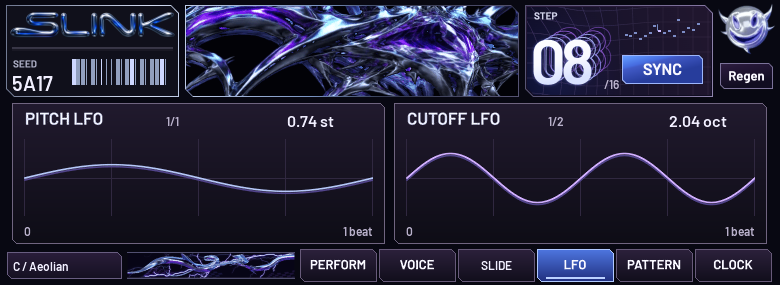 SLINK
STEP
SEED
5A17
08
/16
SYNC
Regen
PITCH LFO
1/1
0.74 st
CUTOFF LFO
1/2
2.04 oct
0
1 beat
0
1 beat
C / Aeolian
PERFORM
VOICE
SLIDE
LFO
PATTERN
CLOCK